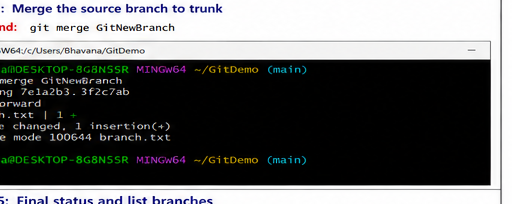 : Merge the source branch to trunk
nd: git merge GitNewBranch
GW64:/c/Users/Bhavana/GitDemo
a@DESKTOP-8G8N5SR MINGW64 ~/GitDemo (main)
merge GitNewBranch
ng 7e1a2b3.3f2c7ab
orward
h.txt | 1 +
e changed, 1 insertion(+)
e mode 100644 branch.txt
a@DESKTOP-8G8N5SR MINGW64 ~/GitDemo (main)
5: Final status and list branches